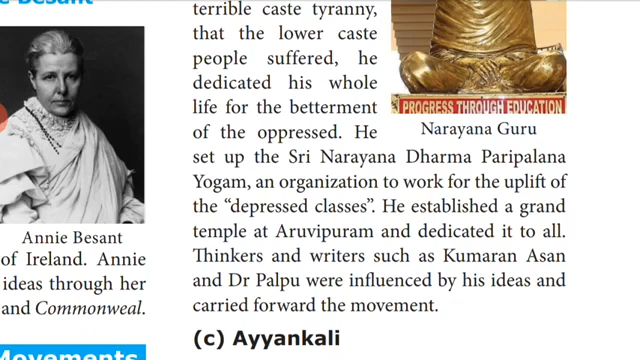 Besant
Annie Besant
of Ireland. Annie
ideas through her
and Commonweal.
Movements
terrible caste tyranny,
that the lower caste
people suffered, he
dedicated his whole
life for the betterment
of the oppressed. He
set up the Sri Narayana Dharma Paripalana
Yogam, an organization to work for the uplift of
the “depressed classes”. He established a grand
temple at Aruvipuram and dedicated it to all.
Thinkers and writers such as Kumaran Asan
and Dr Palpu were influenced by his ideas and
carried forward the movement.
PROGRESS THROUGH EDUCATION
Narayana Guru
(c) Ayyankali